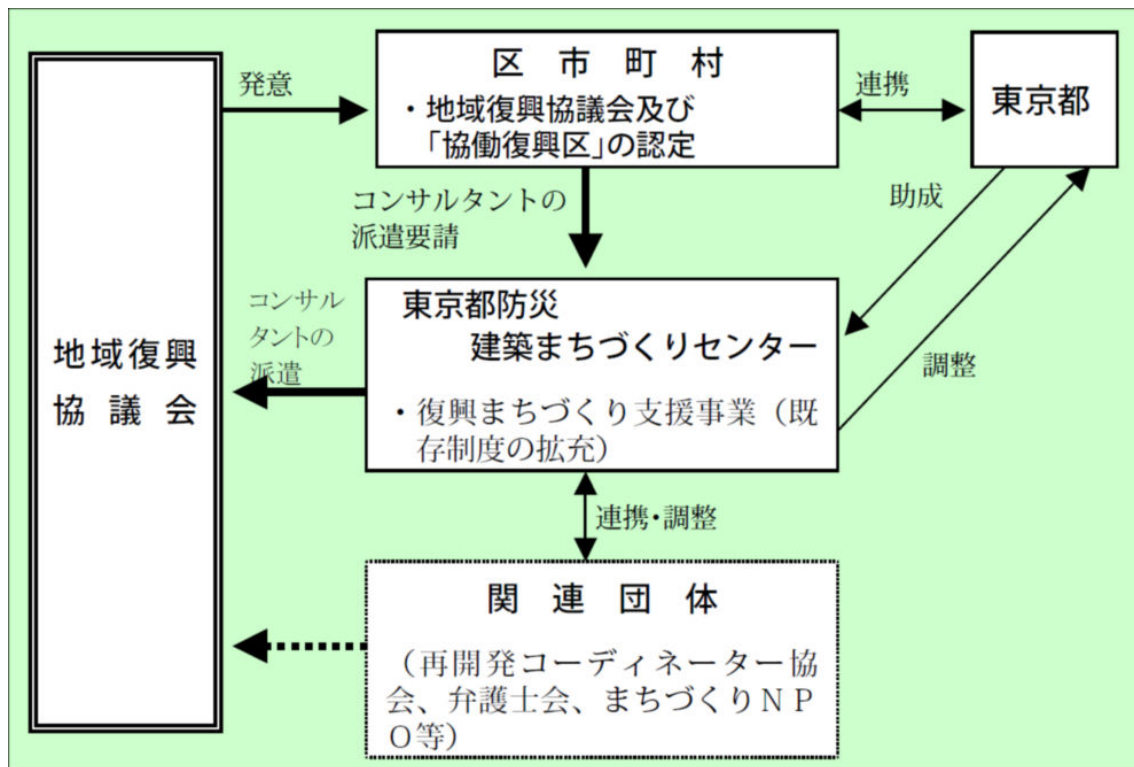 区市町村
・地域復興協議会及び
「協働復興区」の認定
発意
連携
東京都
コンサルタントの
派遣要請
助成
調整
東京都防災
建築まちづくりセンター
・復興まちづくり支援事業（既
存制度の拡充）
コンサル
タントの
派遣
地域復興
協議会
連携・調整
関連団体
（再開発コーディネーター協
会、弁護士会、まちづくりＮＰ
Ｏ等）